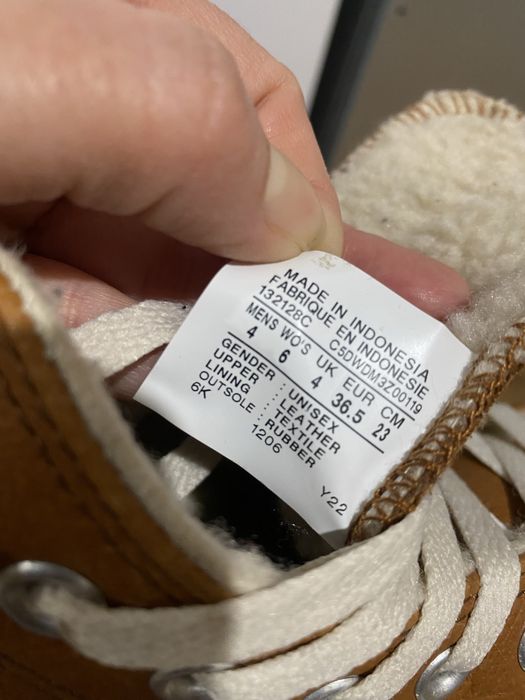 MADE IN INDONESIA
FABRIQUE EN INDONESIE
132128C CSDWDM3Z00119
MENS WO'S UK EUR CM
4 6 4 36.5 23
GENDER : UNISEX
UPPER : LEATHER
LINING : TEXTILE
OUTSOLE : RUBBER
6K 1206
Y22